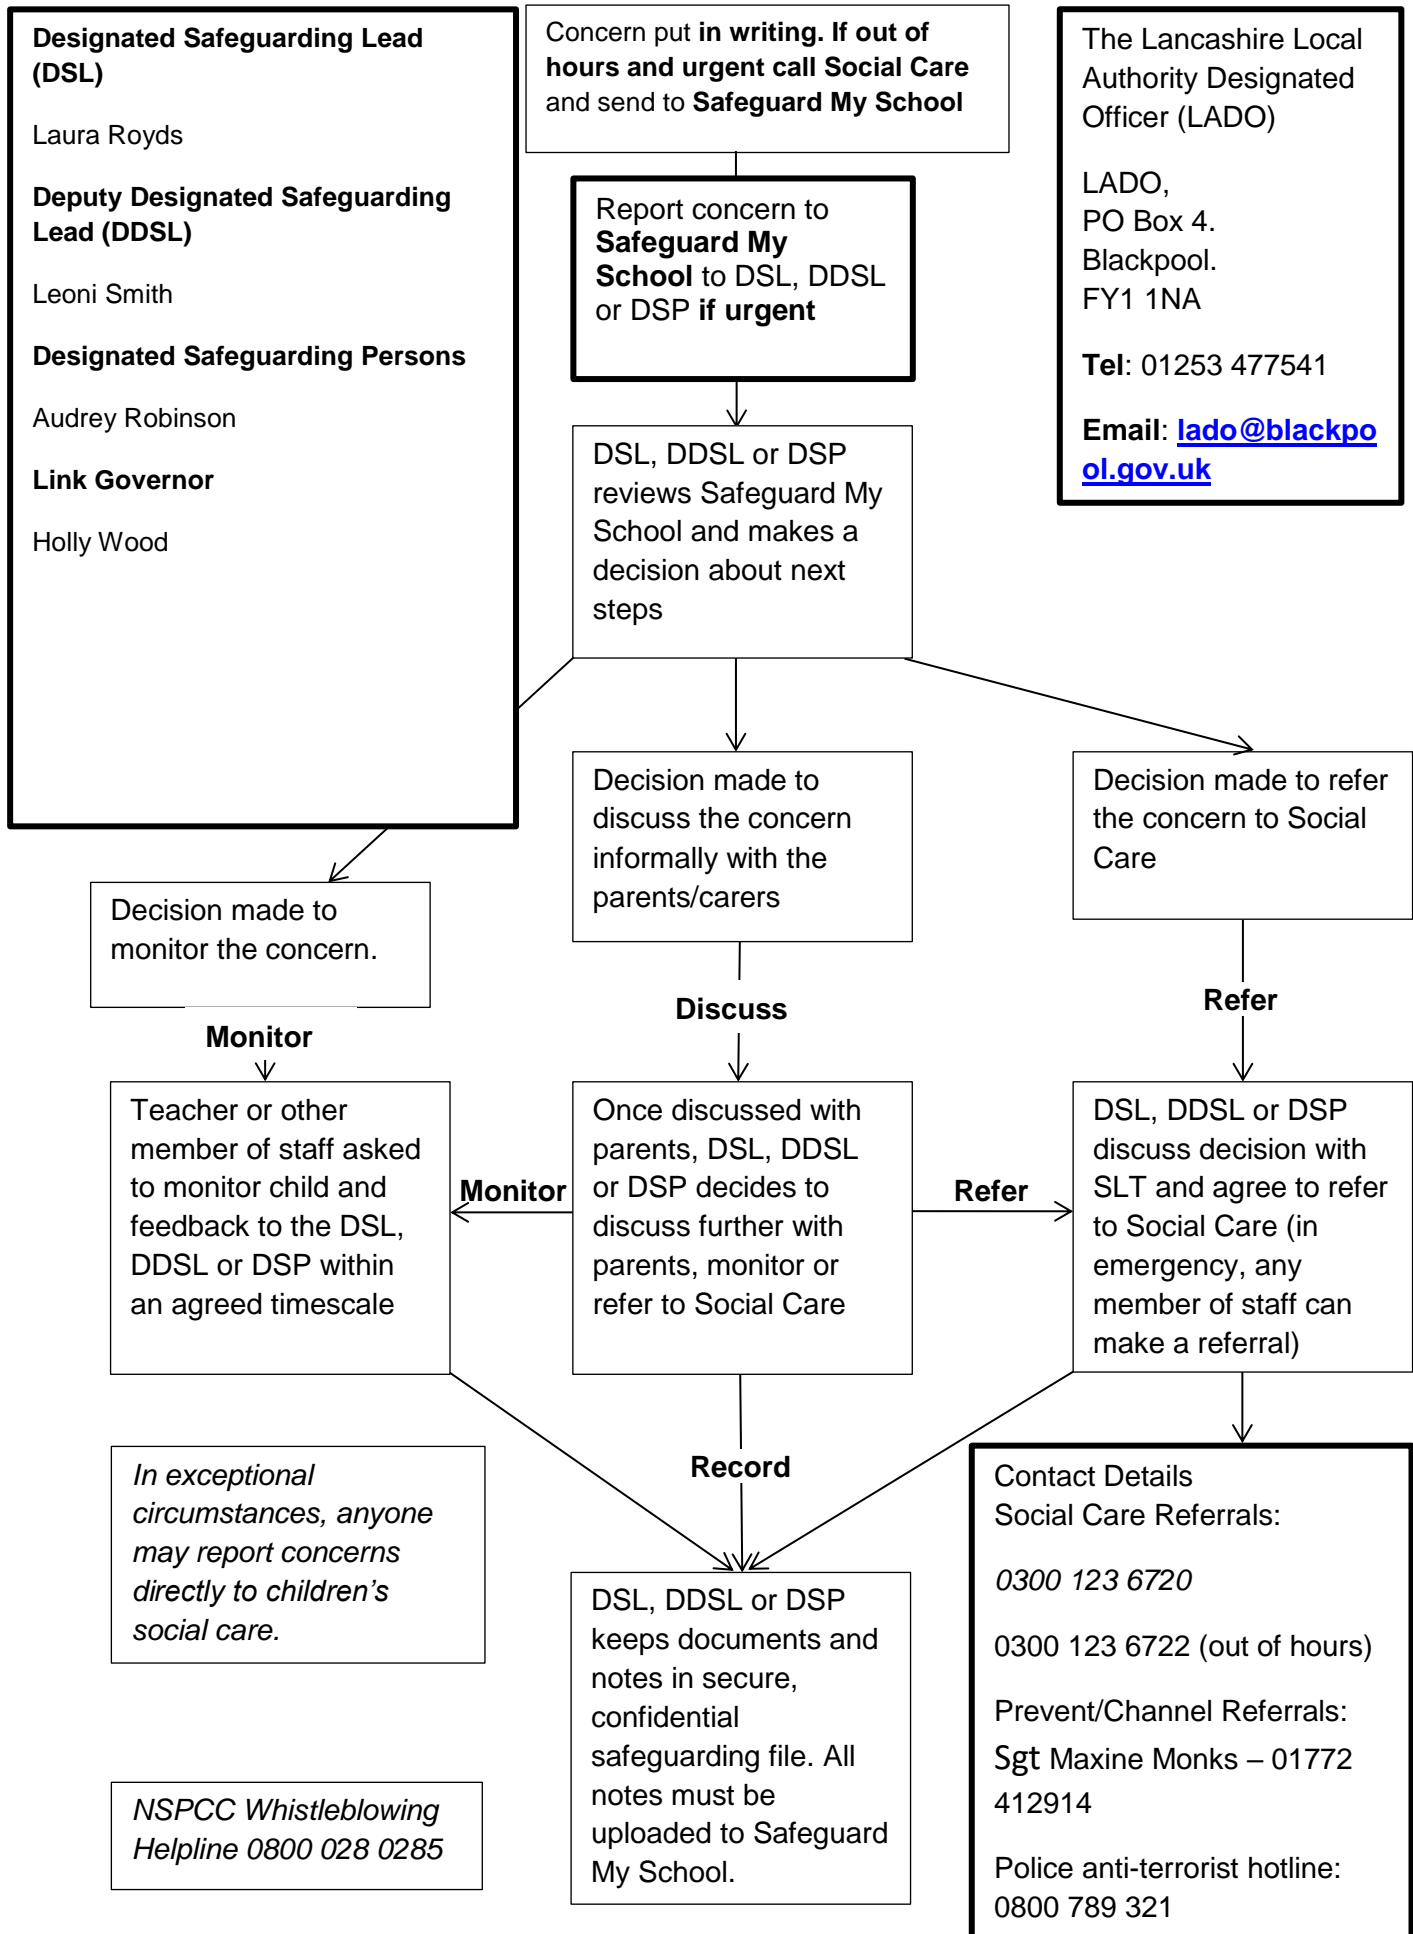 Designated Safeguarding Lead
(DSL)
Laura Royds
Deputy Designated Safeguarding
Lead (DDSL)
Leoni Smith
Designated Safeguarding Persons
Audrey Robinson
Link Governor
Holly Wood
Concern put in writing. If out of
hours and urgent call Social Care
and send to Safeguard My School
The Lancashire Local
Authority Designated
Officer (LADO)
LADO,
PO Box 4.
Blackpool.
FY1 1NA
Tel: 01253 477541
Email: lado@blackpo
ol.gov.uk
Report concern to
Safeguard My
School to DSL, DDSL
or DSP if urgent
DSL, DDSL or DSP
reviews Safeguard My
School and makes a
decision about next
steps
Decision made to
monitor the concern.
Decision made to
discuss the concern
informally with the
parents/carers
Decision made to refer
the concern to Social
Care
Monitor
Discuss
Refer
Teacher or other
member of staff asked
to monitor child and
feedback to the DSL,
DDSL or DSP within
an agreed timescale
Monitor
Once discussed with
parents, DSL, DDSL
or DSP decides to
discuss further with
parents, monitor or
refer to Social Care
Refer
DSL, DDSL or DSP
discuss decision with
SLT and agree to refer
to Social Care (in
emergency, any
member of staff can
make a referral)
In exceptional
circumstances, anyone
may report concerns
directly to children’s
social care.
Record
Contact Details
Social Care Referrals:
0300 123 6720
0300 123 6722 (out of hours)
Prevent/Channel Referrals:
Sgt Maxine Monks – 01772
412914
Police anti-terrorist hotline:
0800 789 321
DSL, DDSL or DSP
keeps documents and
notes in secure,
confidential
safeguarding file. All
notes must be
uploaded to Safeguard
My School.
NSPCC Whistleblowing
Helpline 0800 028 0285